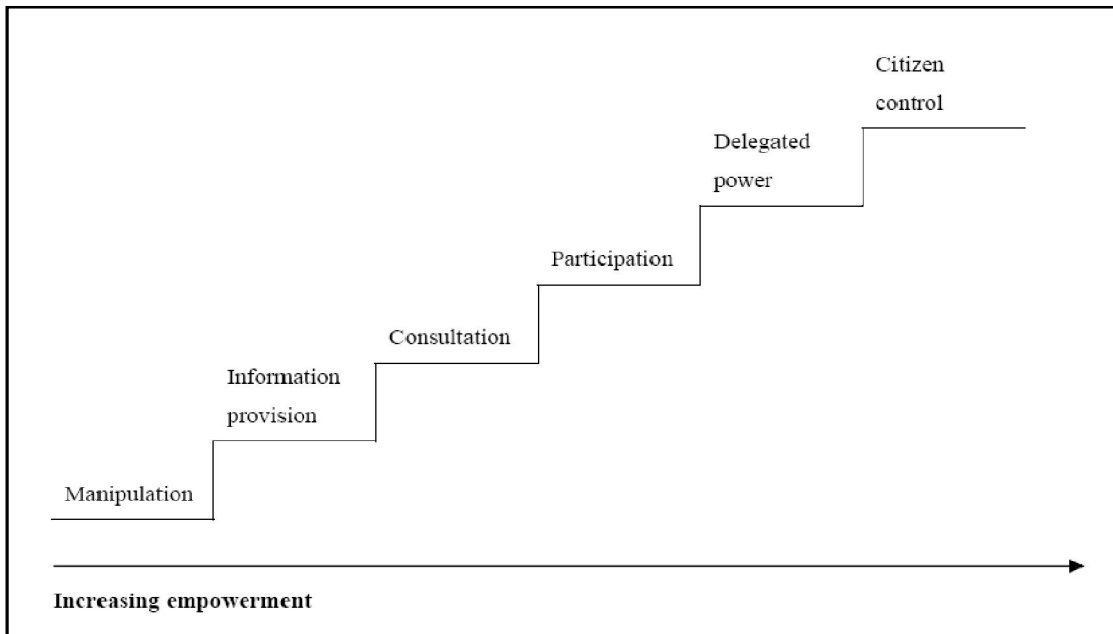 Citizen
control
Delegated
power
Participation
Consultation
Information
provision
Manipulation
Increasing empowerment